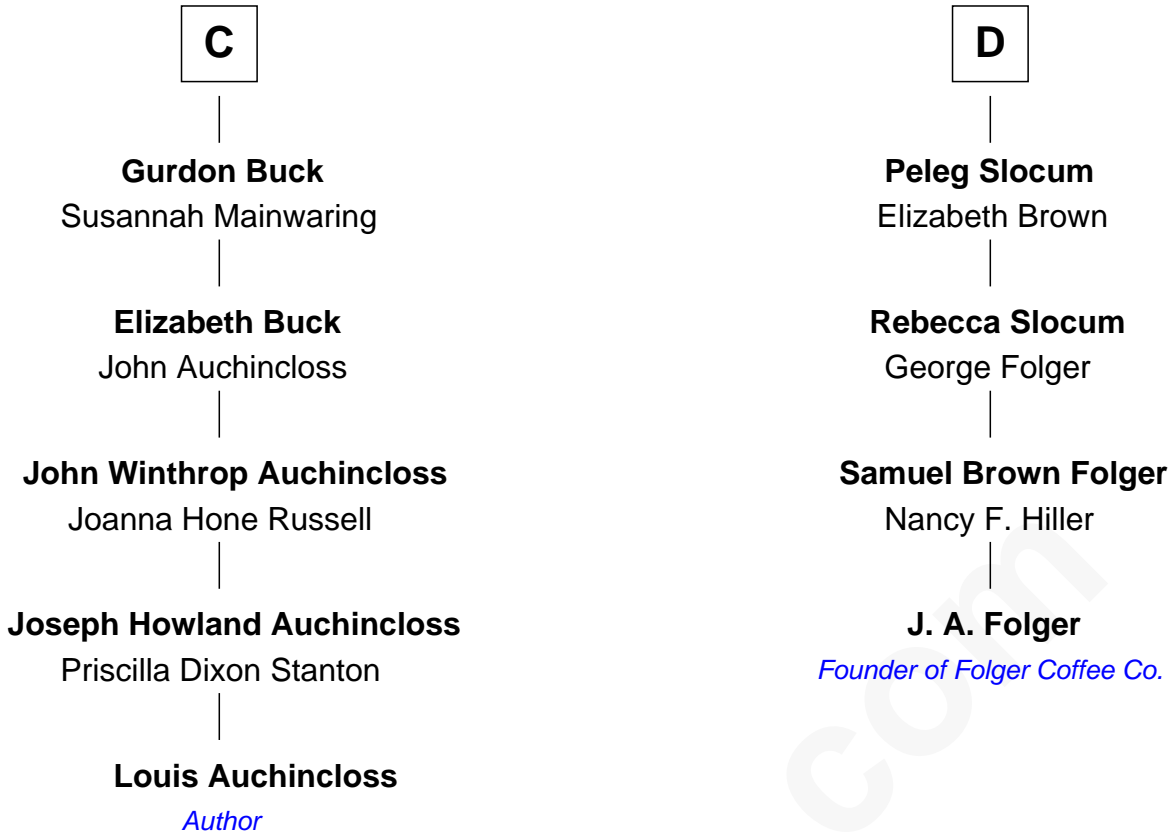 C
Gurdon Buck
Susannah Mainwaring
Elizabeth Buck
John Auchincloss
John Winthrop Auchincloss
Joanna Hone Russell
Joseph Howland Auchincloss
Priscilla Dixon Stanton
Louis Auchincloss
Author
D
Peleg Slocum
Elizabeth Brown
Rebecca Slocum
George Folger
Samuel Brown Folger
Nancy F. Hiller
J. A. Folger
Founder of Folger Coffee Co.
com